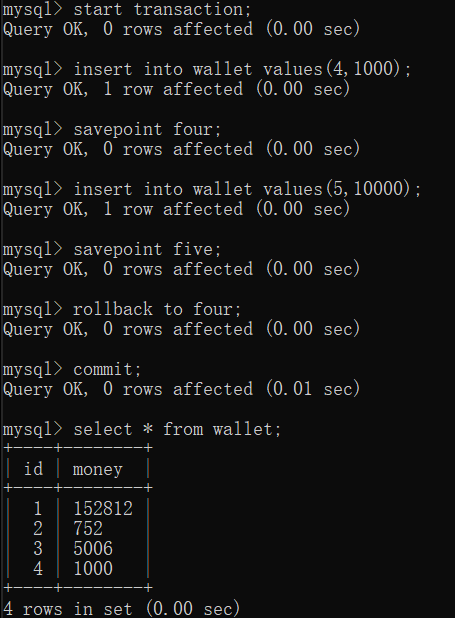 mysql> start transaction;
Query OK, 0 rows affected (0.00 sec)
mysql> insert into wallet values(4,1000);
Query OK, 1 row affected (0.00 sec)
mysql> savepoint four;
Query OK, 0 rows affected (0.00 sec)
mysql> insert into wallet values(5,10000);
Query OK, 1 row affected (0.00 sec)
mysql> savepoint five;
Query OK, 0 rows affected (0.00 sec)
mysql> rollback to four;
Query OK, 0 rows affected (0.00 sec)
mysql> commit;
Query OK, 0 rows affected (0.01 sec)
mysql> select * from wallet;
+----+--------+
| id | money  |
+----+--------+
|  1 | 152812 |
|  2 | 752    |
|  3 | 5006   |
|  4 | 1000   |
+----+--------+
4 rows in set (0.00 sec)